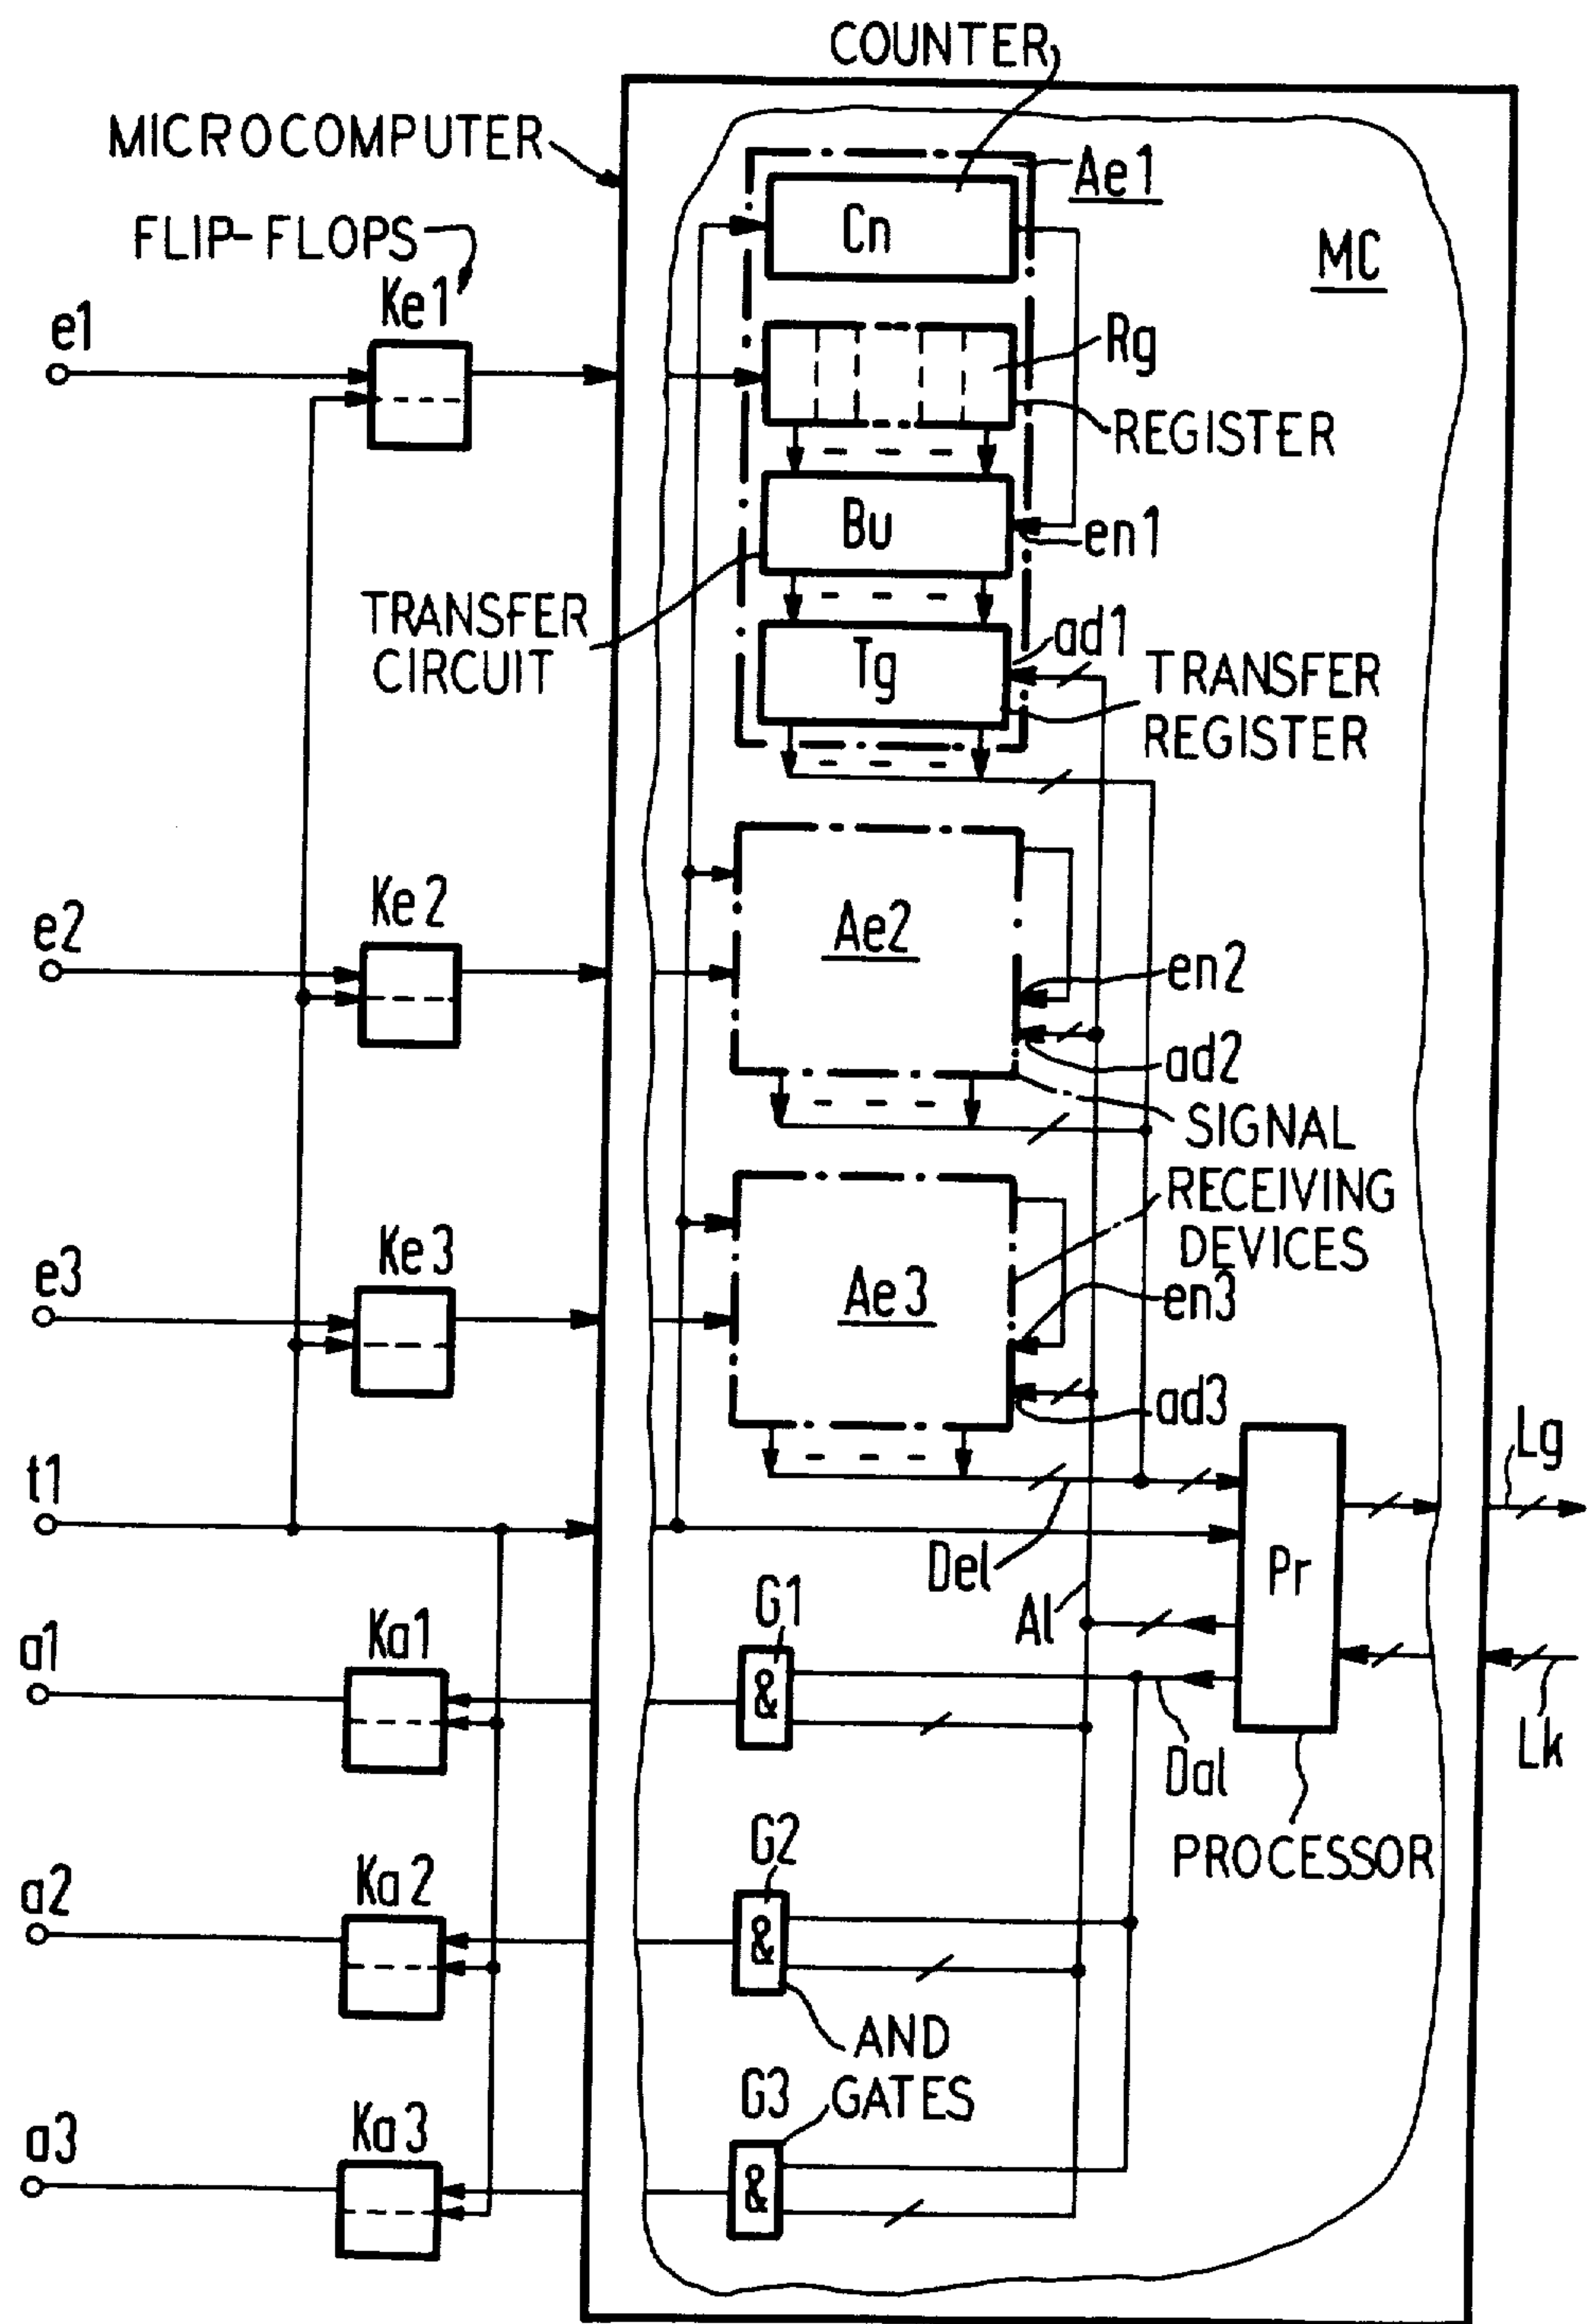 COUNTER
MICROCOMPUTER
Ae1
FLIP-FLOPS
Cn
MC
Ke1
e1
Rg
REGISTER
Bu
en1
TRANSFER
CIRCUIT
ad1
Tg
TRANSFER
REGISTER
Ke2
e2
Ae2
en2
ad2
SIGNAL
RECEIVING
DEVICES
Ke3
e3
Ae3
en3
ad3
Lg
t1
Del
Pr
G1
Al
Ka1
a1
&
Dal
Lk
PROCESSOR
G2
Ka2
a2
&
AND
GATES
G3
Ka3
a3
&